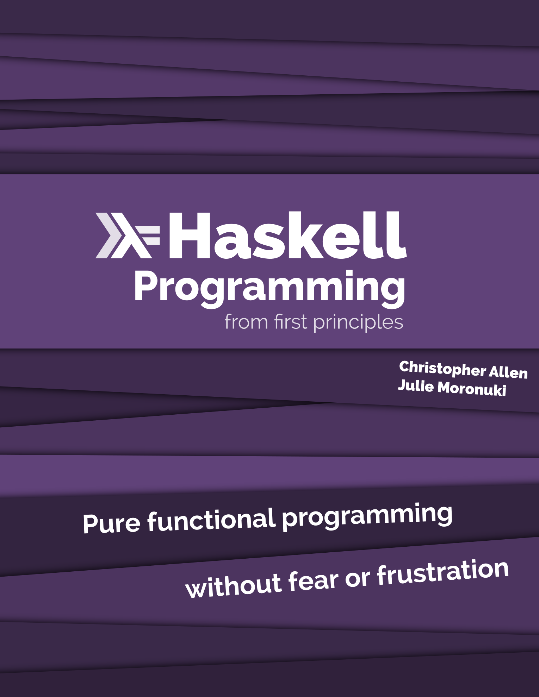 Haskell
Programming
from first principles
Christopher Allen
Julie Moronuki
Pure functional programming
without fear or frustration